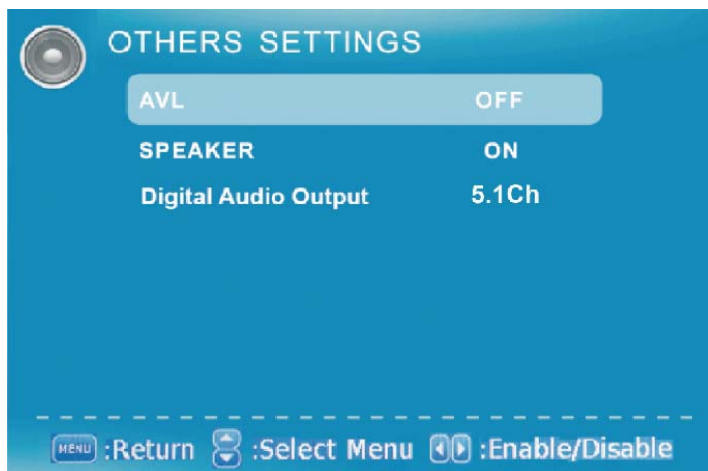 OTHERS SETTINGS
AVL OFF
SPEAKER ON
Digital Audio Output 5.1Ch
MENU :Return :Select Menu :Enable/Disable